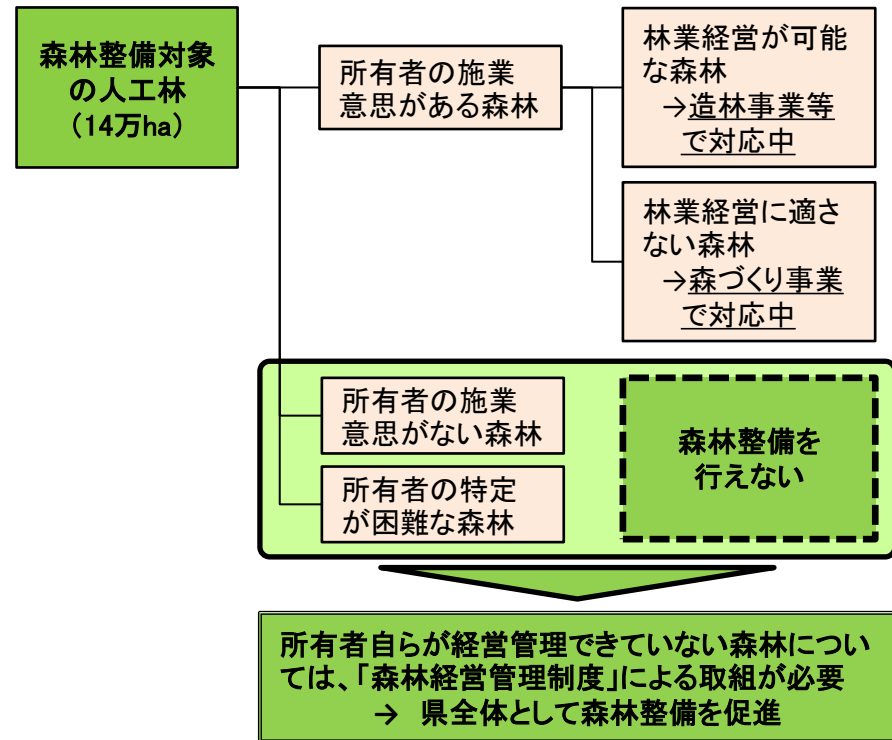 森林整備対象
の人工林
（14万ha）
所有者の施業
意思がある森林
林業経営が可能
な森林
→造林事業等
で対応中
林業経営に適さ
ない森林
→森づくり事業
で対応中
所有者の施業
意思がない森林
所有者の特定
が困難な森林
森林整備を
行えない
所有者自らが経営管理できていない森林につい
ては、「森林経営管理制度」による取組が必要
→ 県全体として森林整備を促進